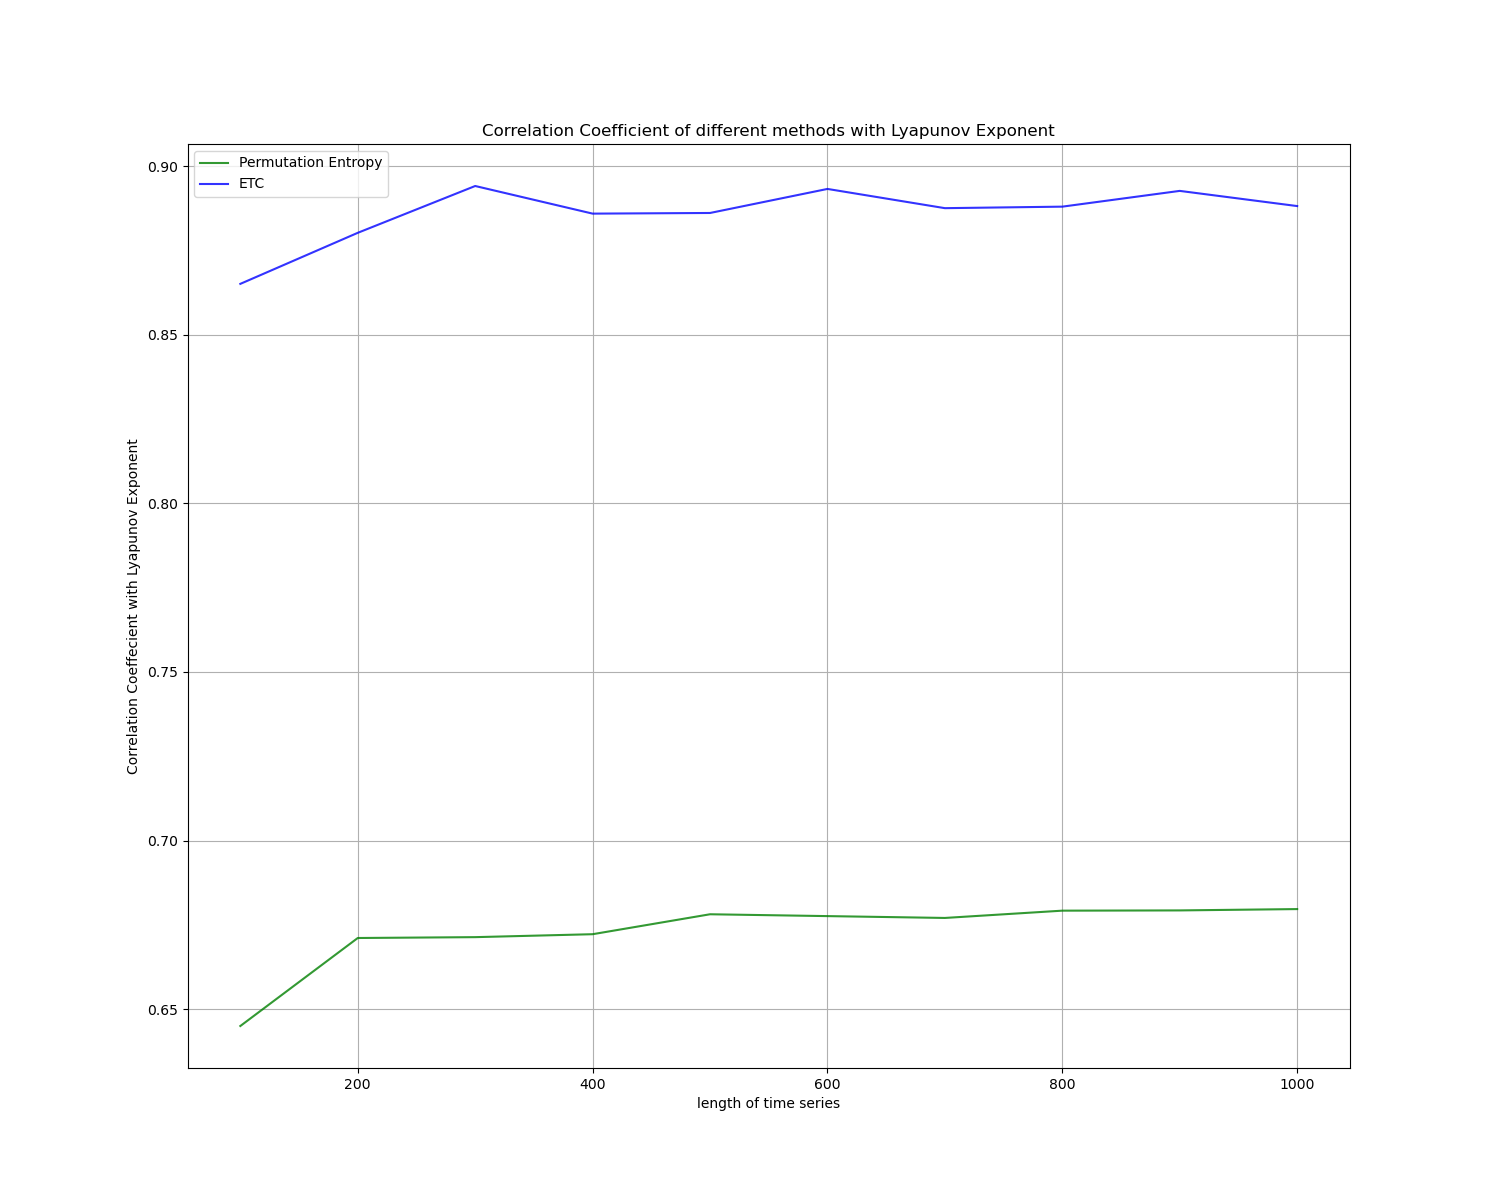 Correlation Coefficient of different methods with Lyapunov Exponent
Permutation Entropy
ETC
0.90
0.85
0.80
0.75
0.70
0.65
Correlation Coeffecient with Lyapunov Exponent
200 400 600 800 1000
length of time series